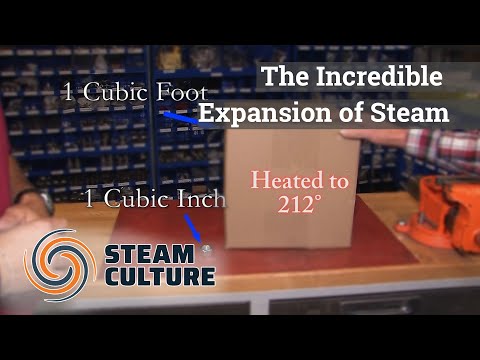 The Incredible
Expansion of Steam
1 Cubic Foot
Heated to
212°
1 Cubic Inch
STEAM
CULTURE